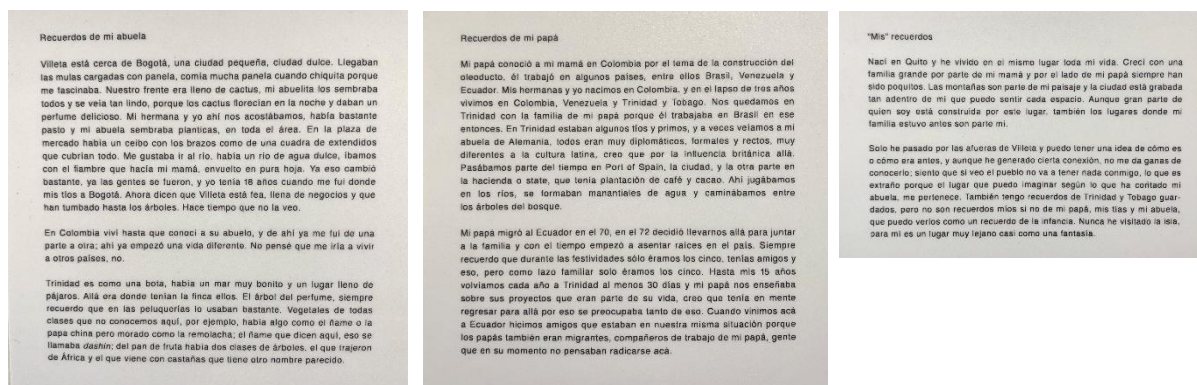 Recuerdos de mi abuela
Villeta está cerca de Bogotá, una ciudad pequeña, ciudad dulce. Llegaban
las mulas cargadas con panela, comía mucha panela cuando chiquita porque
me fascinaba. Nuestro frente era lleno de cactus, mi abuelita los sembraba
todos y se veía tan lindo, porque los cactus florecían en la noche y daban un
perfume delicioso. Mi hermana y yo ahí nos acostábamos, había bastante
pasto y mi abuela sembraba planticas, en toda el área. En la plaza de
mercado había un ceibo con los brazos como de una cuadra de extendidos
que cubrían todo. Me gustaba ir al río, había un río de agua dulce, íbamos
con el fiambre que hacía mi mamá, envuelto en pura hoja. Ya eso cambió
bastante, ya las gentes se fueron, y yo tenía 18 años cuando me fui donde
mis tíos a Bogotá. Ahora dicen que Villeta está fea, llena de negocios y que
han tumbado hasta los árboles. Hace tiempo que no la veo.
En Colombia viví hasta que conocí a su abuelo, y de ahí ya me fui de una
parte a otra; ahí ya empezó una vida diferente. No pensé que me iría a vivir
a otros países, no.
Trinidad es como una bota, había un mar muy bonito y un lugar lleno de
pájaros. Allá era donde tenían la finca ellos. El árbol del perfume, siempre
recuerdo que en las peluquerías lo usaban bastante. Vegetales de todas
clases que no conocemos aquí, por ejemplo, había algo como el ñame o la
papa china pero morado como la remolacha; el ñame que dicen aquí, eso se
llamaba dashin; del pan de fruta había dos clases de árboles, el que trajeron
de África y el que viene con castañas que tiene otro nombre parecido.
Recuerdos de mi papá
Mi papá conoció a mi mamá en Colombia por el tema de la construcción del
oleoducto, él trabajó en algunos países, entre ellos Brasil, Venezuela y
Ecuador. Mis hermanas y yo nacimos en Colombia, y en el lapso de tres años
vivimos en Colombia, Venezuela y Trinidad y Tobago. Nos quedamos en
Trinidad con la familia de mi papá porque él trabajaba en Brasil en ese
entonces. En Trinidad estaban algunos tíos y primos, y a veces veíamos a mi
abuela de Alemania, todos eran muy diplomáticos, formales y rectos, muy
diferentes a la cultura latina, creo que por la influencia británica allá.
Pasábamos parte del tiempo en Port of Spain, la ciudad, y la otra parte en
la hacienda o state, que tenía plantación de café y cacao. Ahí jugábamos
en los ríos, se formaban manantiales de agua y caminábamos entre
los árboles del bosque.
Mi papá migró al Ecuador en el 70, en el 72 decidió llevarnos allá para juntar
a la familia y con el tiempo empezó a asentar raíces en el país. Siempre
recuerdo que durante las festividades sólo éramos los cinco, tenías amigos y
eso, pero como lazo familiar solo éramos los cinco. Hasta mis 15 años
volvíamos cada año a Trinidad al menos 30 días y mi papá nos enseñaba
sobre sus proyectos que eran parte de su vida, creo que tenía en mente
regresar para allá por eso se preocupaba tanto de eso. Cuando vinimos acá
a Ecuador hicimos amigos que estaban en nuestra misma situación porque
los papás también eran migrantes, compañeros de trabajo de mi papá, gente
que en su momento no pensaban radicarse acá.
"Mis" recuerdos
Nací en Quito y he vivido en el mismo lugar toda mi vida. Crecí con una
familia grande por parte de mi mamá y por el lado de mi papá siempre han
sido poquitos. Las montañas son parte de mi paisaje y la ciudad está grabada
tan adentro de mi que puedo sentir cada espacio. Aunque gran parte de
quien soy está construida por este lugar, también los lugares donde mi
familia estuvo antes son parte mi.
Solo he pasado por las afueras de Villeta y puedo tener una idea de cómo es
o cómo era antes, y aunque he generado cierta conexión, no me da ganas de
conocerlo; siento que si veo el pueblo no va a tener nada conmigo, lo que es
extraño porque el lugar que puedo imaginar según lo que ha contado mi
abuela, me pertenece. También tengo recuerdos de Trinidad y Tobago guar-
dados, pero no son recuerdos míos si no de mi papá, mis tías y mi abuela,
que puedo verlos como un recuerdo de la infancia. Nunca he visitado la isla,
para mi es un lugar muy lejano casi como una fantasía.